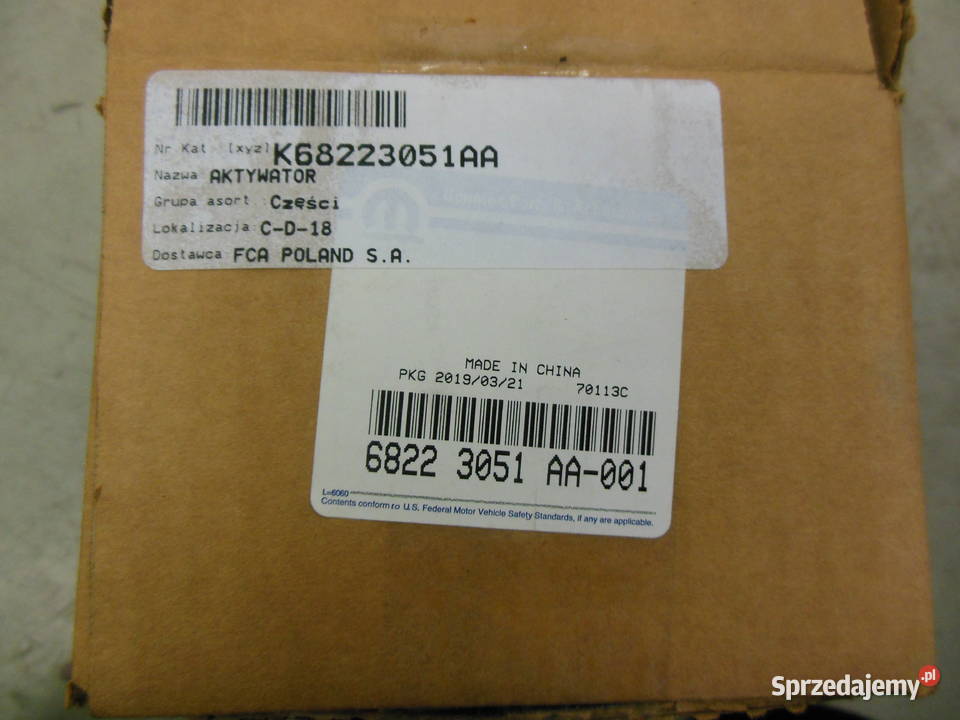 Nr Kat (xyz) K68223051AA
Nazwa AKTYWATOR
Grupa asort. Części
Lokalizacja: C-D-18
Dostawca FCA POLAND S.A.
MADE IN CHINA
PKG 2019/03/21 70113C
6822 3051 AA-001
L=6060
Contents conform to U.S. Federal Motor Vehicle Safety Standards, if any are applicable.
Sprzedajemy.pl